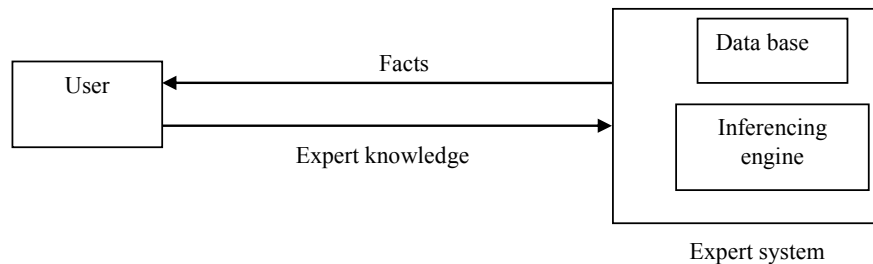 Data base
Facts
User
Inferencing
engine
Expert knowledge
Expert system